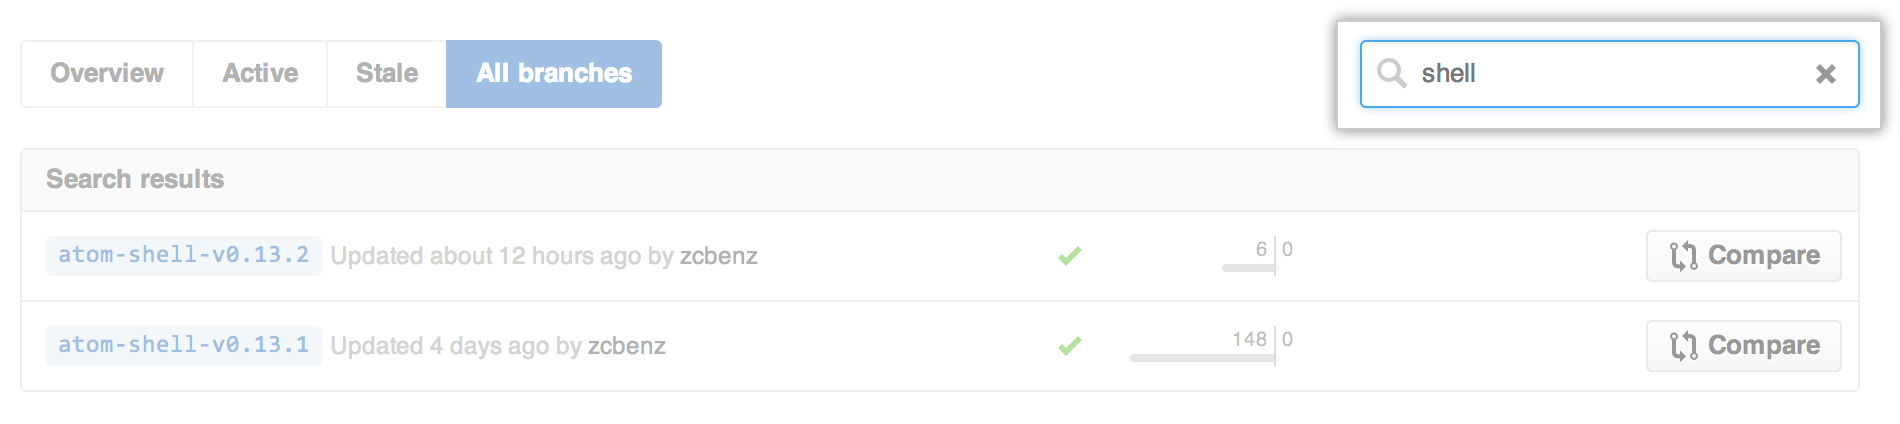 Overview Active Stale All branches shell
Search results
atom-shell-v0.13.2 Updated about 12 hours ago by zcbenz 6 0 Compare
atom-shell-v0.13.1 Updated 4 days ago by zcbenz 148 0 Compare